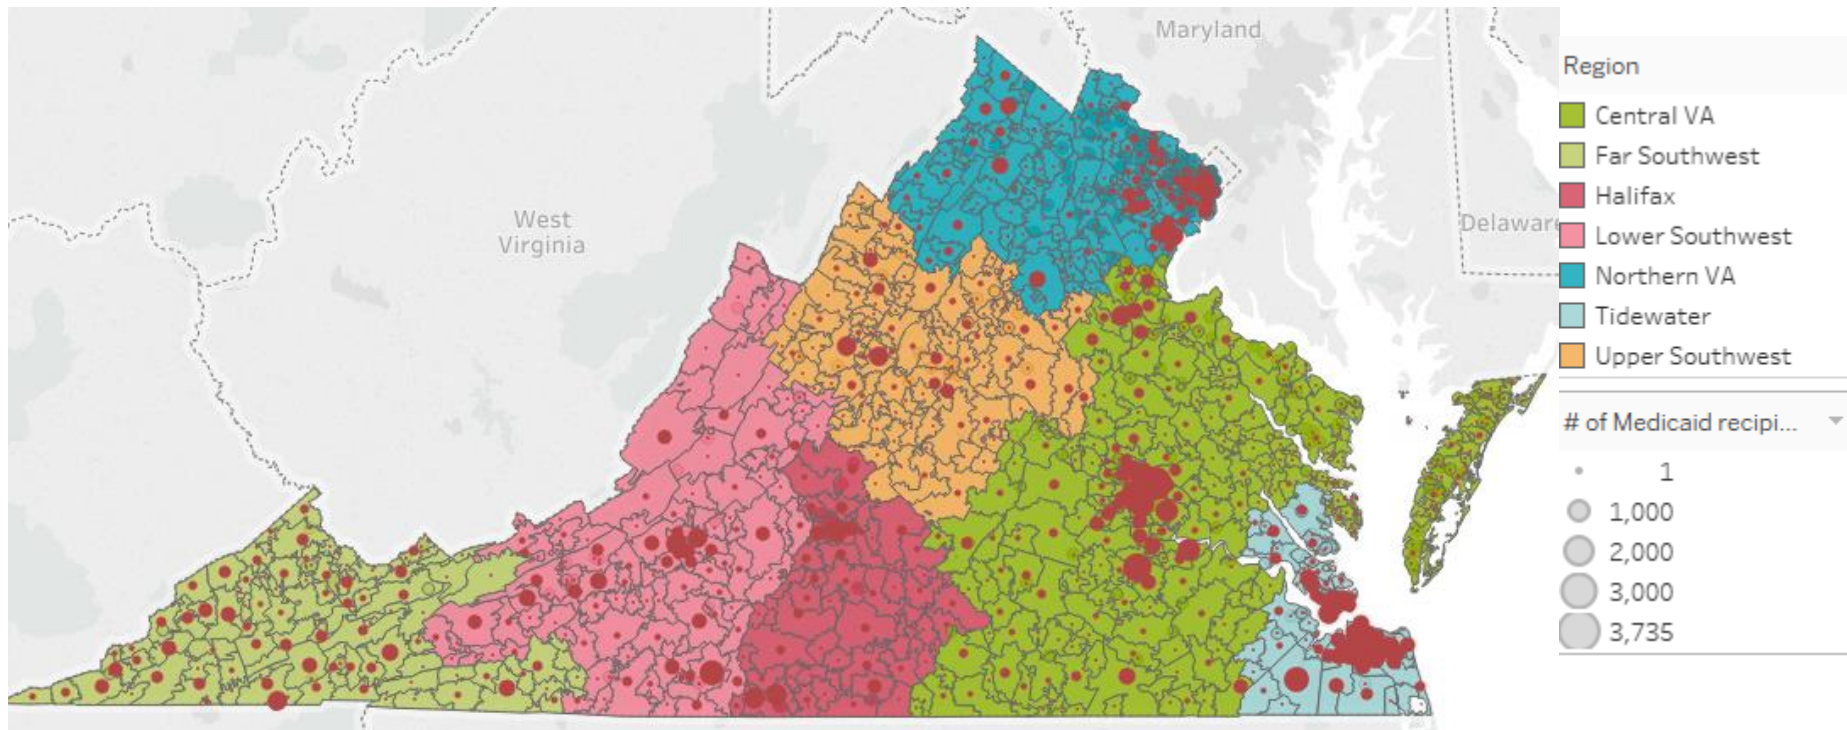 Maryland
West
Virginia
Delaware
Region
Central VA
Far Southwest
Halifax
Lower Southwest
Northern VA
Tidewater
Upper Southwest
# of Medicaid recipi...
1
1,000
2,000
3,000
3,735